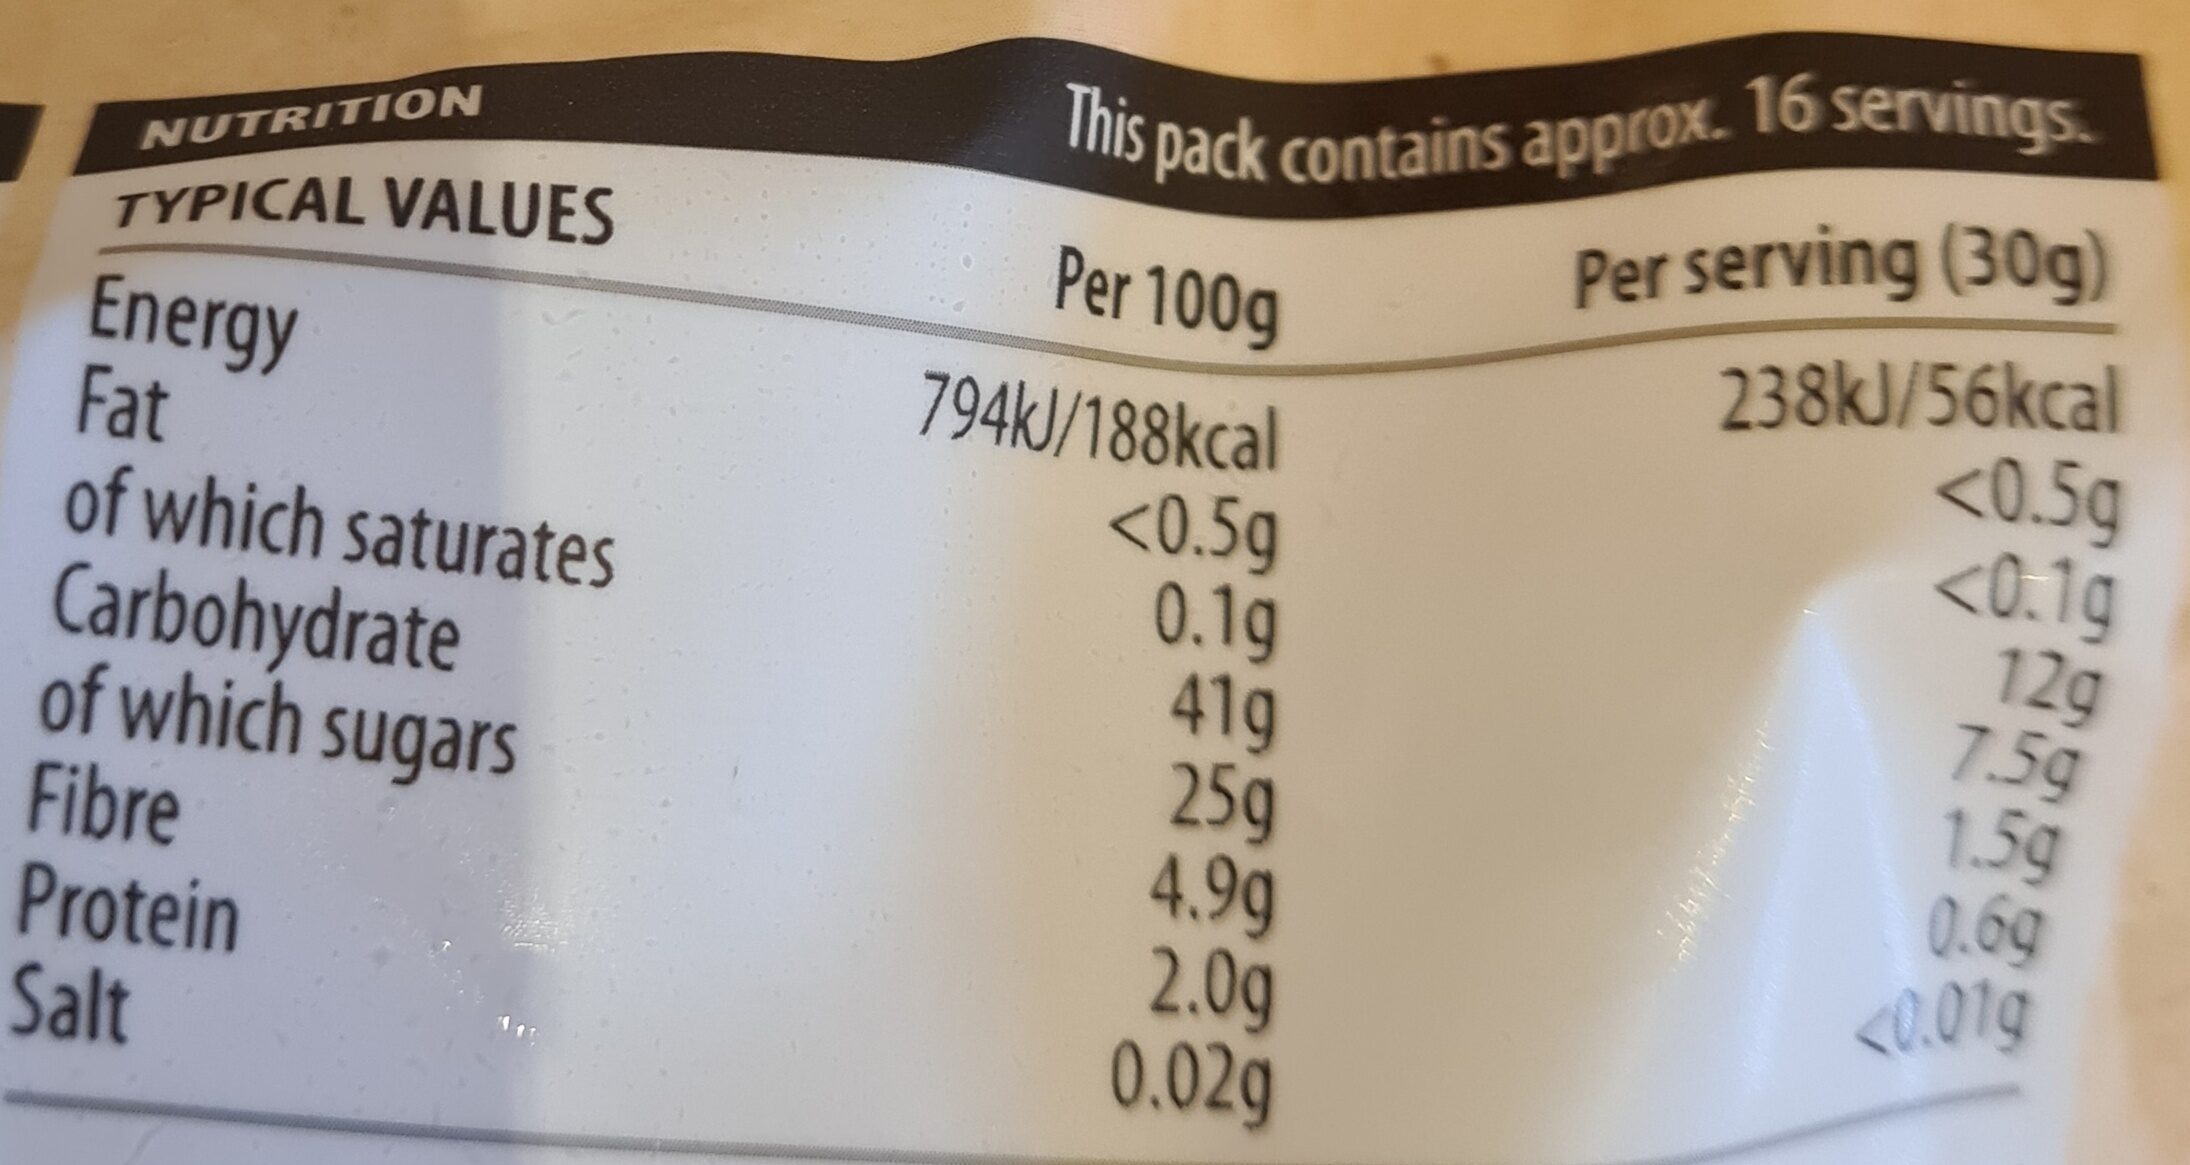 NUTRITION This pack contains approx. 16 servings.
TYPICAL VALUES Per 100g Per serving (30g)
Energy 794kJ/188kcal 238kJ/56kcal
Fat <0.5g <0.5g
of which saturates 0.1g <0.1g
Carbohydrate 41g 12g
of which sugars 25g 7.5g
Fibre 4.9g 1.5g
Protein 2.0g 0.6g
Salt 0.02g <0.01g